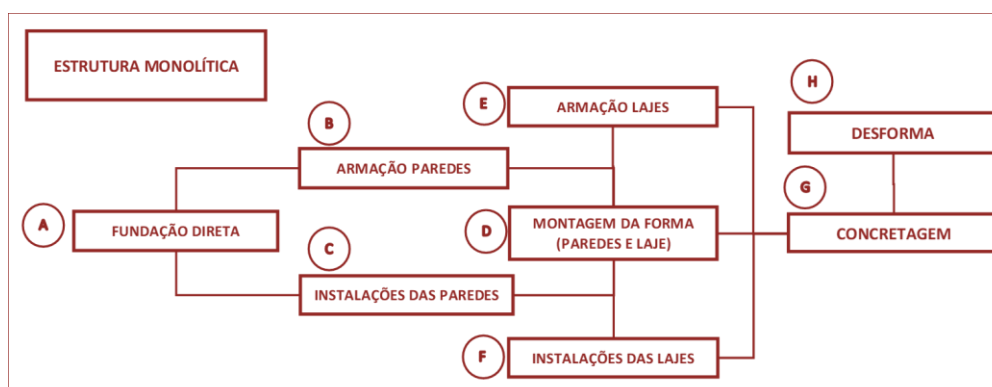 ESTRUTURA MONOLÍTICA
A
FUNDAÇÃO DIRETA
B
ARMAÇÃO PAREDES
C
INSTALAÇÕES DAS PAREDES
E
ARMAÇÃO LAJES
D
MONTAGEM DA FORMA
(PAREDES E LAJE)
F
INSTALAÇÕES DAS LAJES
H
DESFORMA
G
CONCRETAGEM